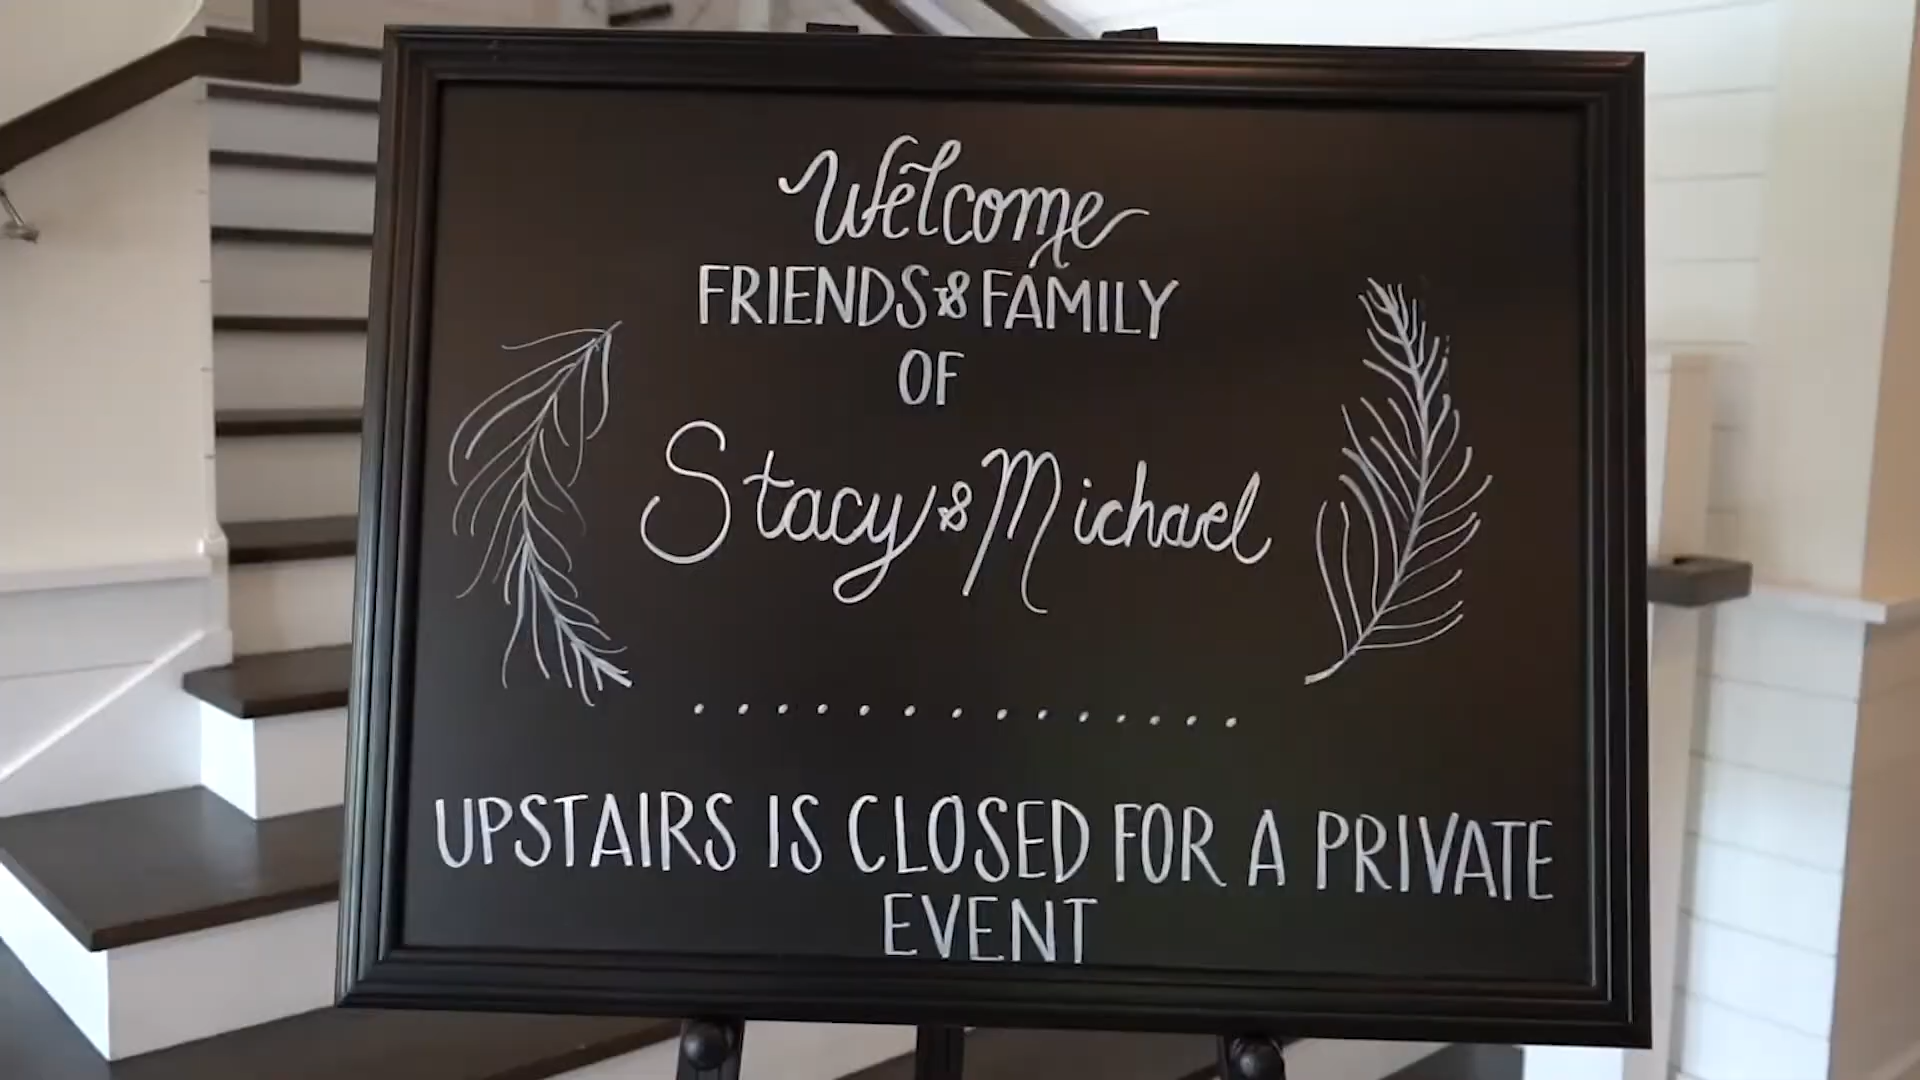 Welcome
FRIENDS & FAMILY
OF
Stacy & Michael
UPSTAIRS IS CLOSED FOR A PRIVATE
EVENT